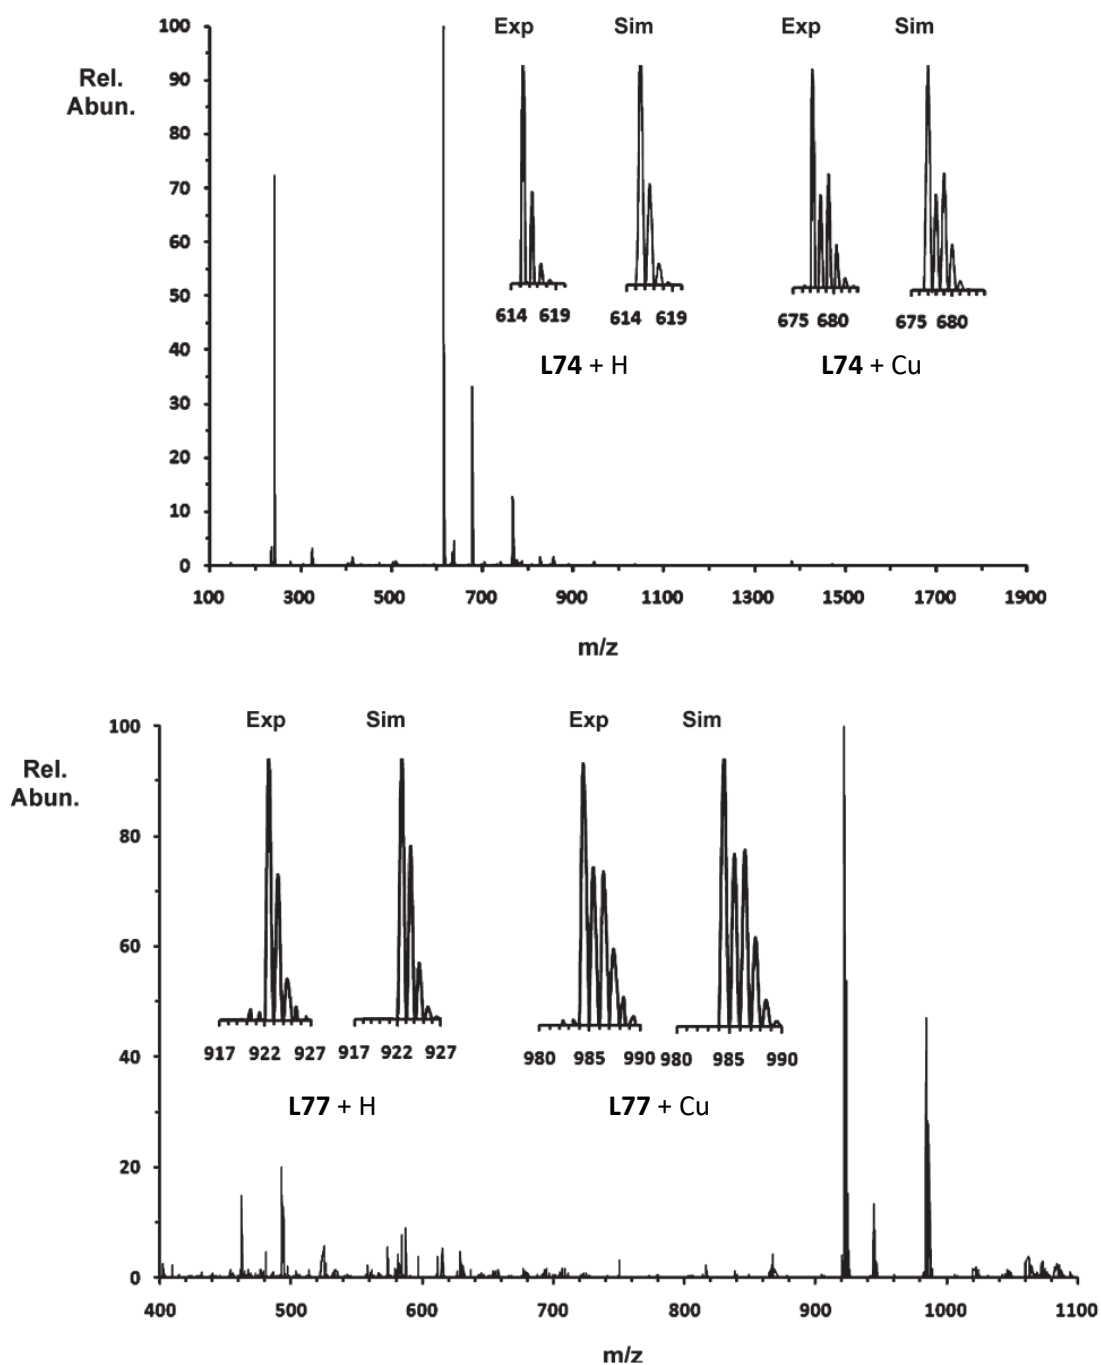 100
Exp Sim Exp Sim
Rel.
Abun.
90
80
70
60
50
40
30
20
10
0
614 619 614 619 675 680 675 680
L74 + H L74 + Cu
100 300 500 700 900 1100 1300 1500 1700 1900
m/z
Exp Sim Exp Sim
100
Rel.
Abun.
80
60
40
20
0
917 922 927 917 922 927 980 985 990 980 985 990
L77 + H L77 + Cu
400 500 600 700 800 900 1000 1100
m/z